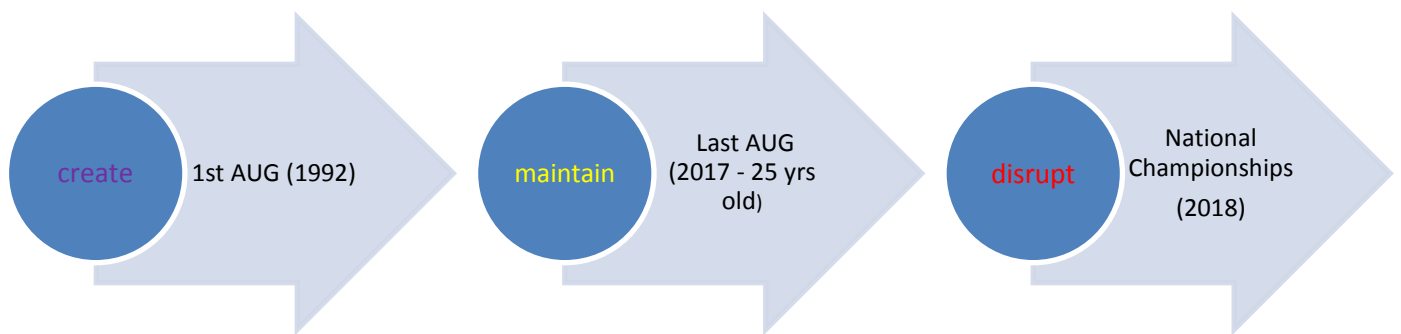 create
1st AUG (1992)
maintain
Last AUG
(2017 - 25 yrs
old)
disrupt
National
Championships
(2018)